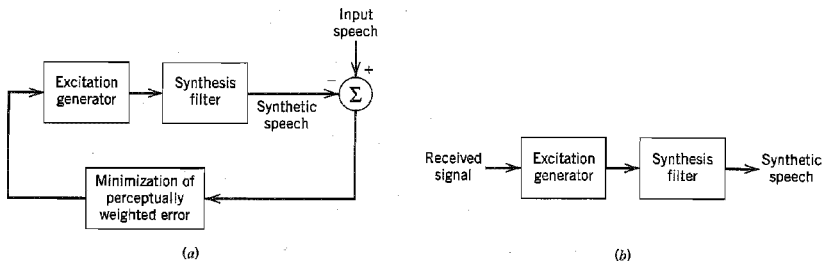 Input
speech
+
−
Excitation
generator
Synthesis
filter
Σ
Synthetic
speech
Minimization of
perceptually
weighted error
(a)
Received
signal
Excitation
generator
Synthesis
filter
Synthetic
speech
(b)